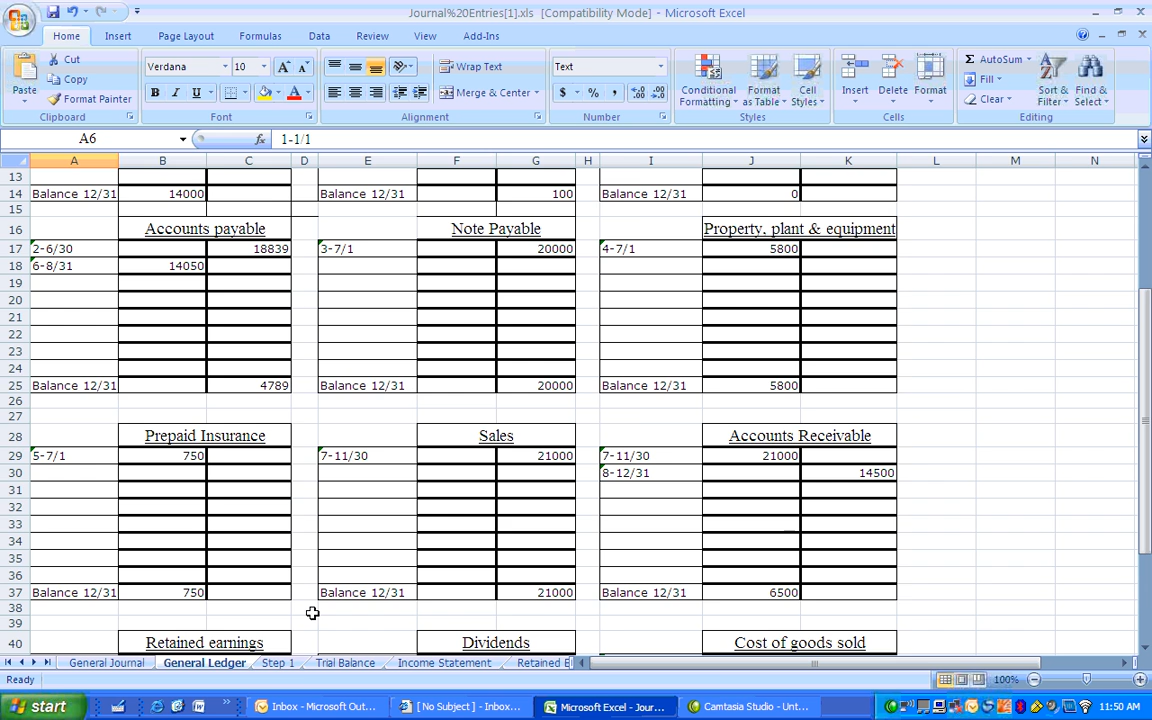 Journal%20Entries[1].xls [Compatibility Mode] - Microsoft Excel
Home Insert Page Layout Formulas Data Review View Add-Ins
Paste Cut Copy Format Painter
Verdana 10
Wrap Text Merge & Center
Text
Conditional Formatting Format as Table Cell Styles
Insert Delete Format
AutoSum Fill Clear Sort & Filter Find & Select
Clipboard Font Alignment Number Styles Cells Editing
A6 fx 1-1/1
A B C D E F G H I J K L M N
13
14 Balance 12/31 14000 Balance 12/31 100 Balance 12/31 0
15
16 Accounts payable Note Payable Property, plant & equipment
17 2-6/30 18839 3-7/1 20000 4-7/1 5800
18 6-8/31 14050
19
20
21
22
23
24
25 Balance 12/31 4789 Balance 12/31 20000 Balance 12/31 5800
26
27
28 Prepaid Insurance Sales Accounts Receivable
29 5-7/1 750 7-11/30 21000 7-11/30 21000
30 8-12/31 14500
31
32
33
34
35
36
37 Balance 12/31 750 Balance 12/31 21000 Balance 12/31 6500
38
39
40 Retained earnings Dividends Cost of goods sold
General Journal General Ledger Step 1 Trial Balance Income Statement Retained E
Ready 100%
start Inbox - Microsoft Out... [ No Subject ] - Inbox... Microsoft Excel - Jour... Camtasia Studio - Unt... 11:50 AM